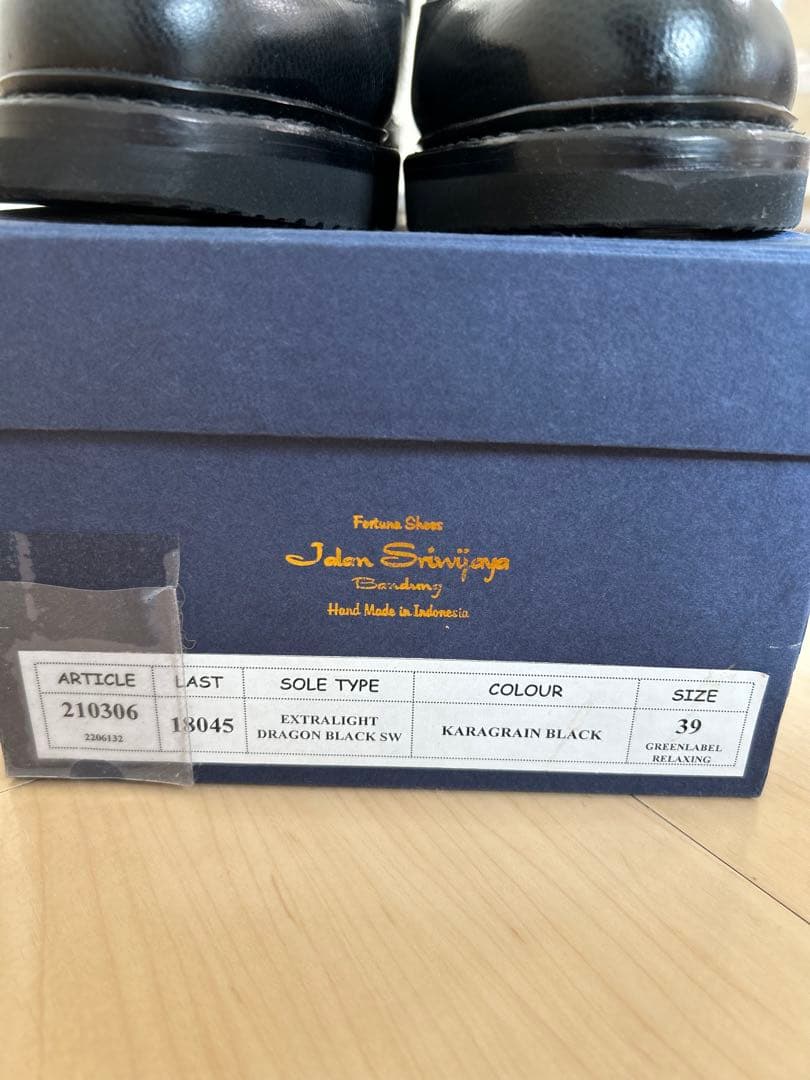 Fortuna Shoes
Jalan Sriwijaya
Bandung
Hand Made in Indonesia
ARTICLE LAST SOLE TYPE COLOUR SIZE
210306 18045 EXTRALIGHT KARAGRAIN BLACK 39
2206132 DRAGON BLACK SW GREENLABEL
RELAXING